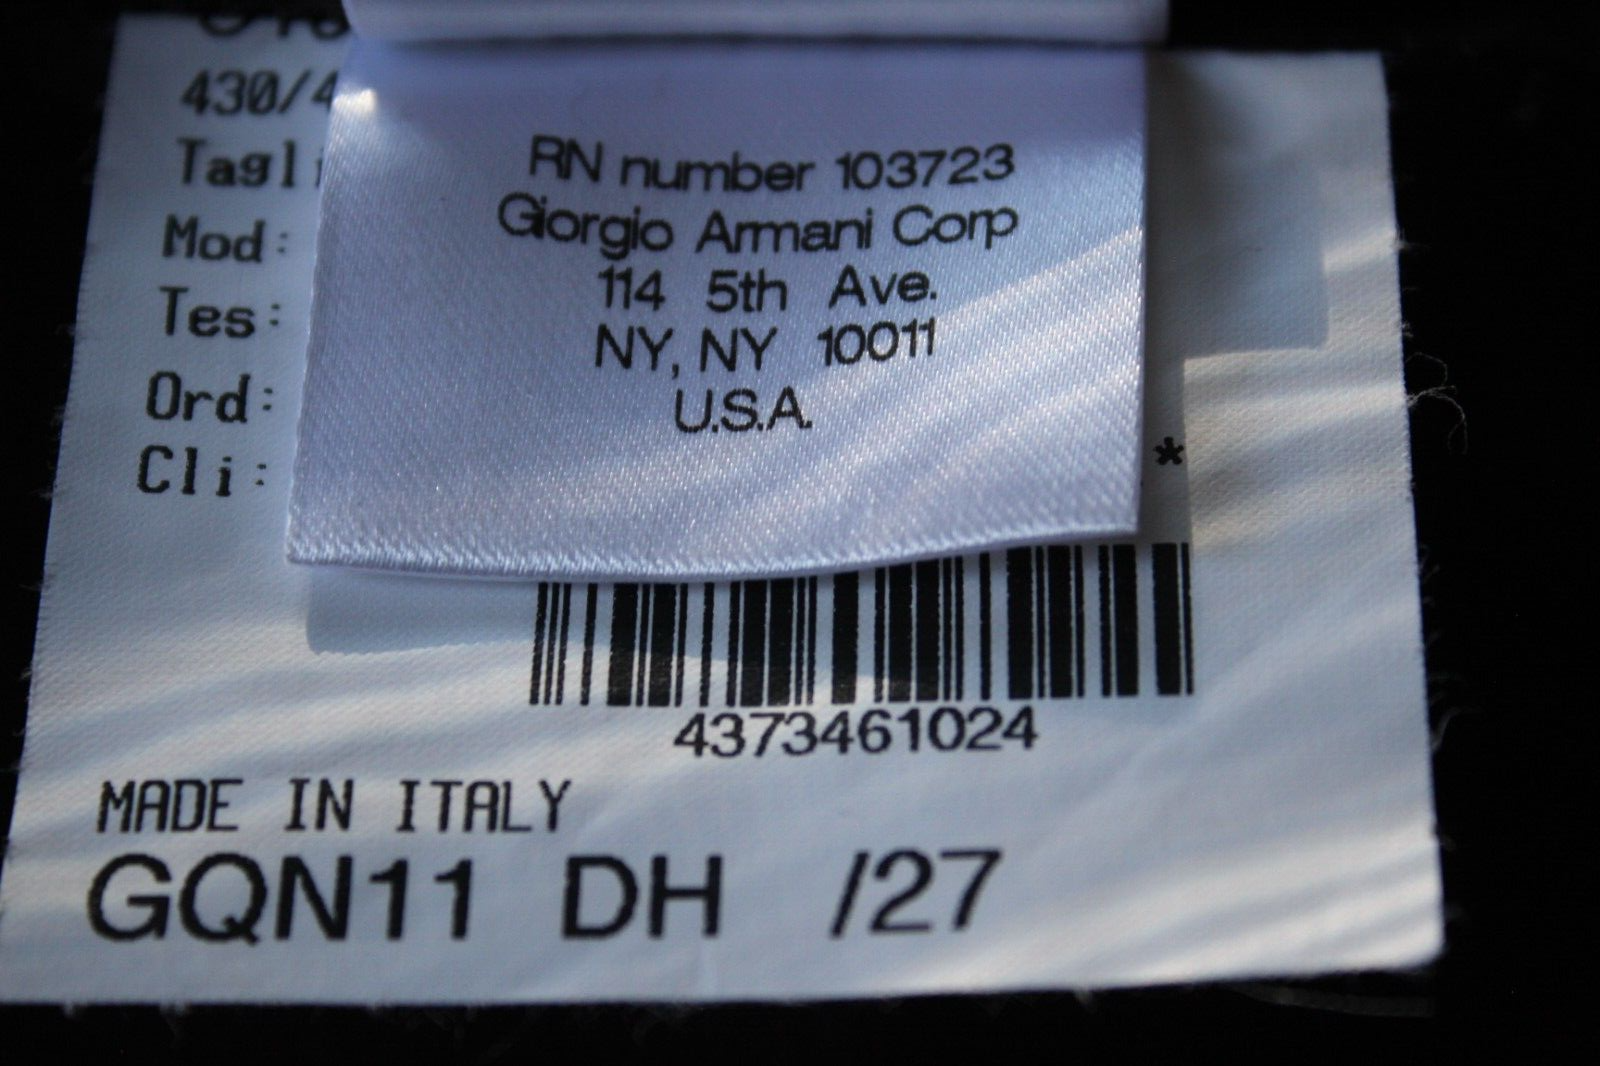 430/4
Tagli
Mod:
Tes:
Ord:
Cli:
RN number 103723
Giorgio Armani Corp
114 5th Ave.
NY, NY 10011
U.S.A.
*
4373461024
MADE IN ITALY
GQN11 DH /27